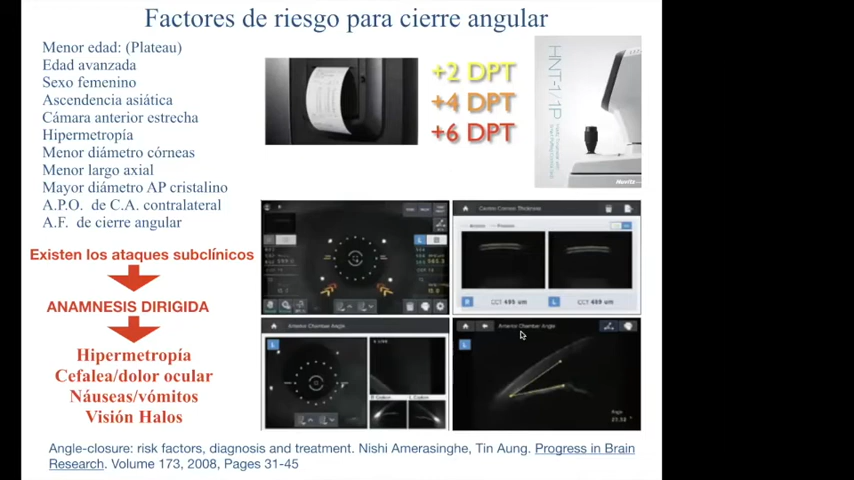 Factores de riesgo para cierre angular
Menor edad: (Plateau)
Edad avanzada
Sexo femenino
Ascendencia asiática
Cámara anterior estrecha
Hipermetropía
Menor diámetro córneas
Menor largo axial
Mayor diámetro AP cristalino
A.P.O. de C.A. contralateral
A.F. de cierre angular
Existen los ataques subclínicos
ANAMNESIS DIRIGIDA
Hipermetropía
Cefalea/dolor ocular
Náuseas/vómitos
Visión Halos
+2 DPT
+4 DPT
+6 DPT
HNT-1/1P
Huvitz
L
Central Corneal Thickness
R
CCT 485 um
L
CCT 489 um
Anterior Chamber Angle
L
Anterior Chamber Angle
L
Angle-closure: risk factors, diagnosis and treatment. Nishi Amerasinghe, Tin Aung. Progress in Brain
Research. Volume 173, 2008, Pages 31-45